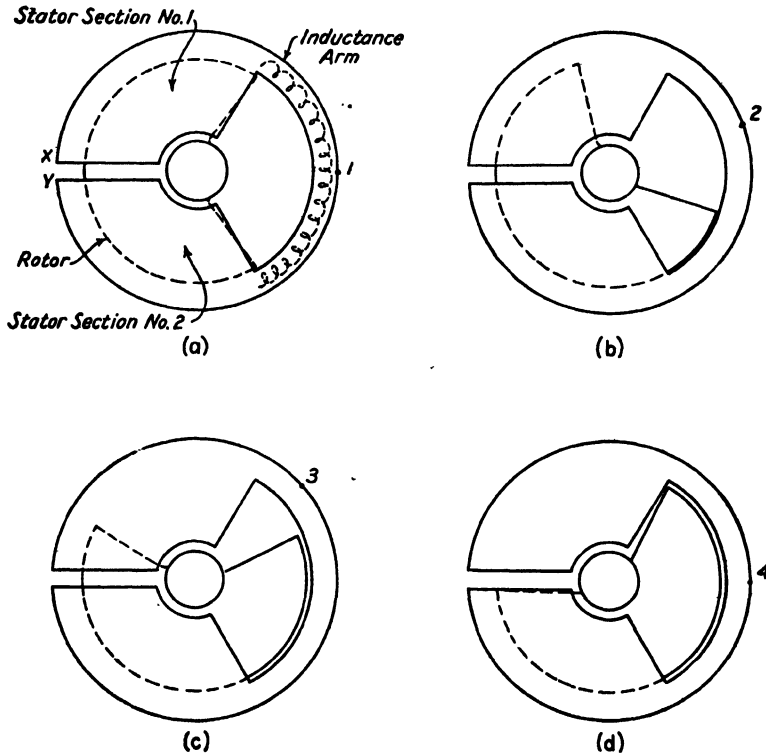 Stator Section No.1
Inductance
Arm
X
Y
1
Rotor
Stator Section No.2
(a)
2
(b)
3
(c)
4
(d)